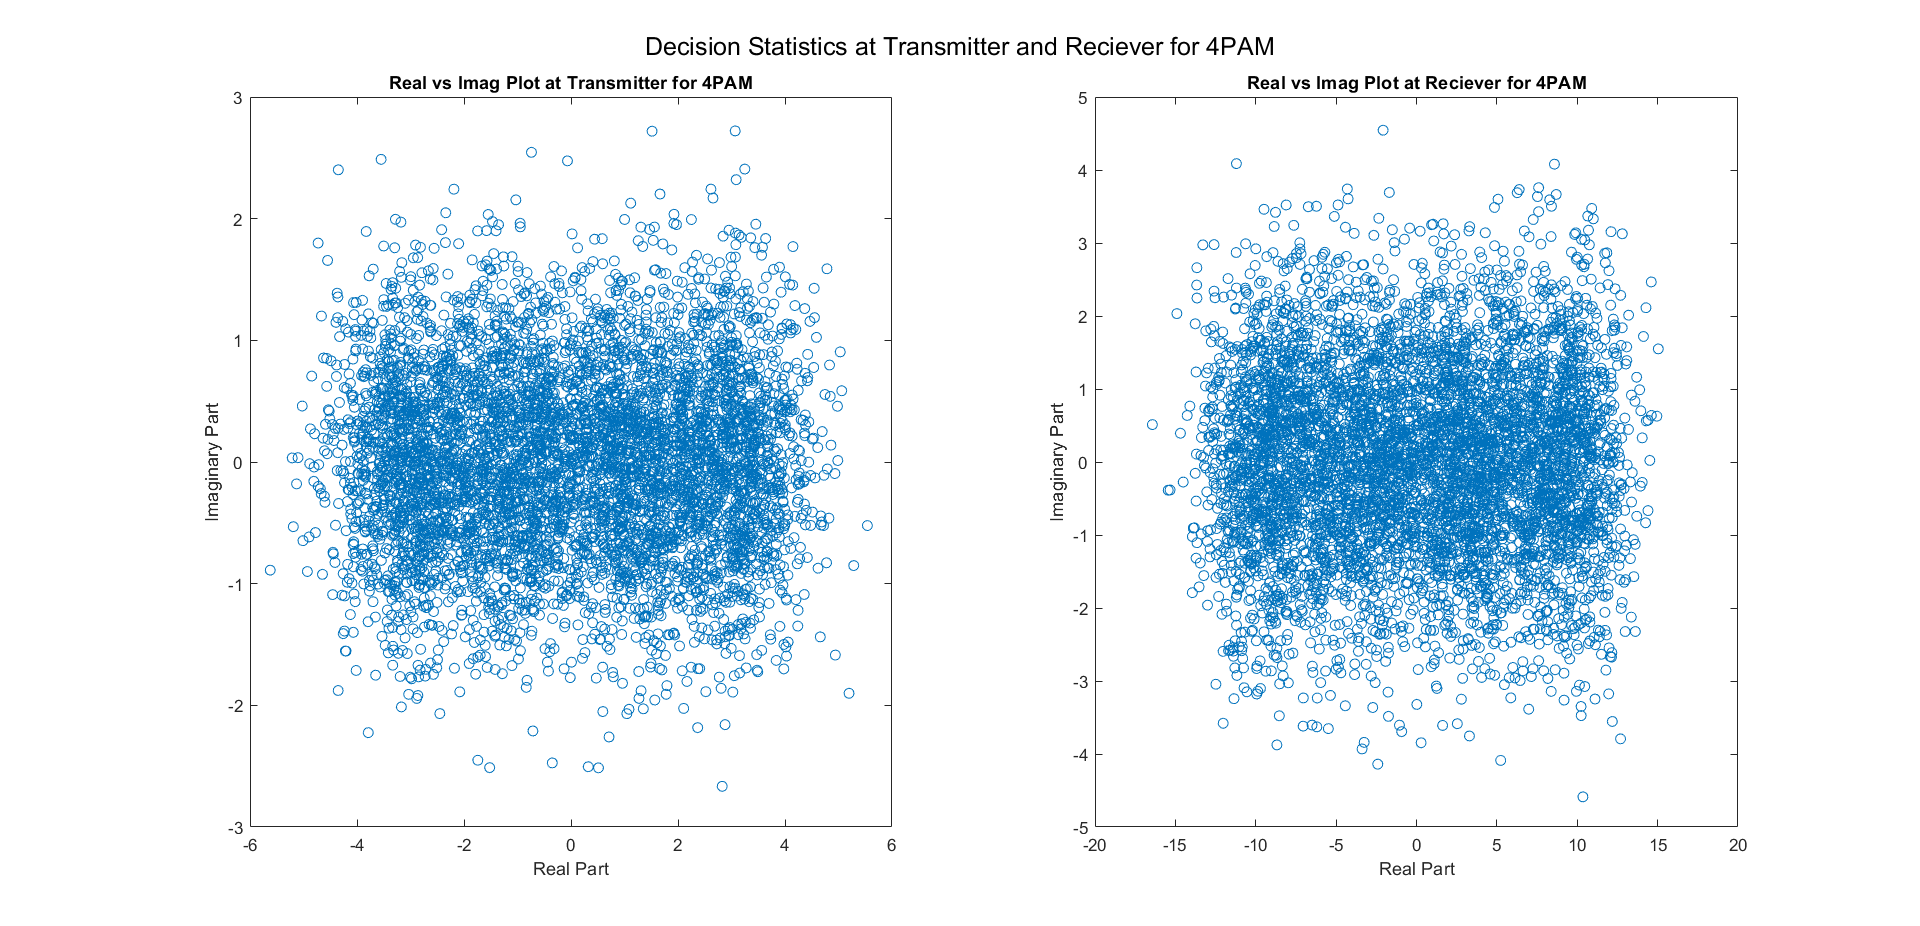 Decision Statistics at Transmitter and Reciever for 4PAM
Real vs Imag Plot at Transmitter for 4PAM
3
2
1
0
-1
-2
-3
Imaginary Part
-6 -4 -2 0 2 4 6
Real Part
Real vs Imag Plot at Reciever for 4PAM
5
4
3
2
1
0
-1
-2
-3
-4
-5
Imaginary Part
-20 -15 -10 -5 0 5 10 15 20
Real Part